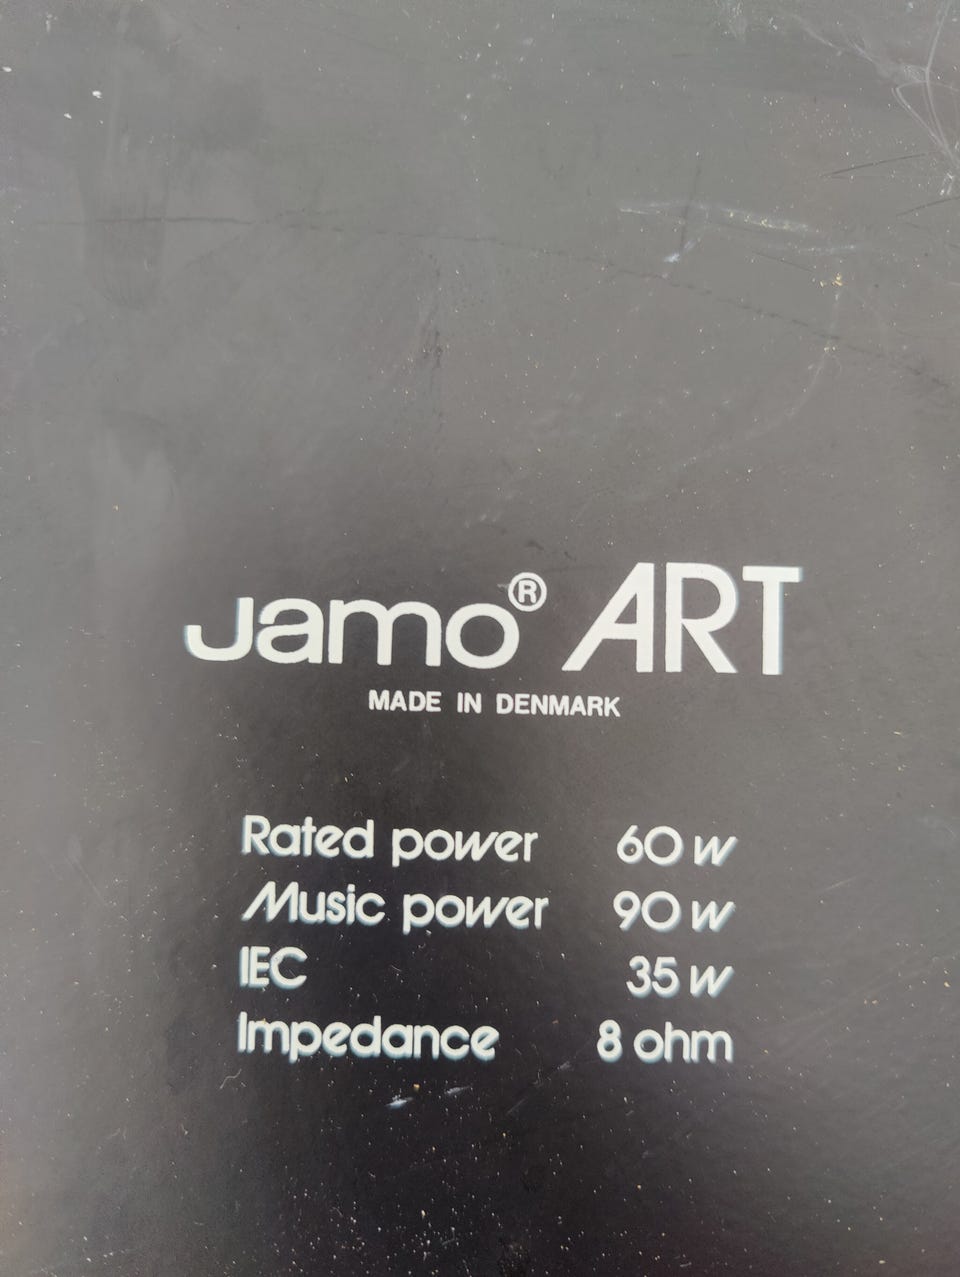 Jamo® ART
MADE IN DENMARK
Rated power 60 w
Music power 90 w
IEC 35 w
Impedance 8 ohm